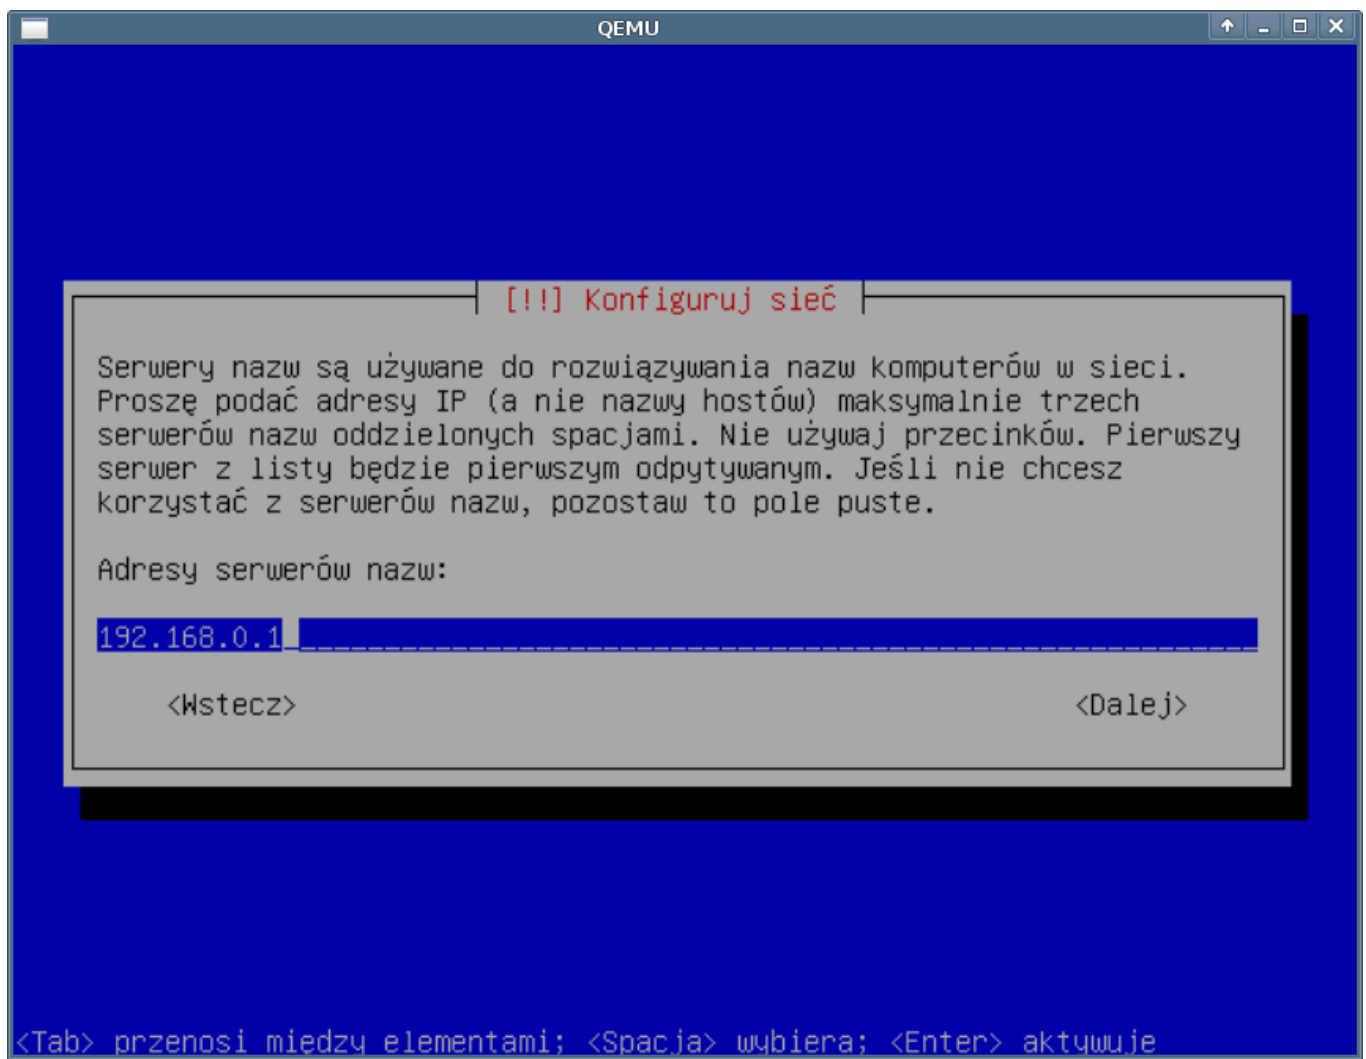 QEMU
[!!] Konfiguruj sieć
Serwery nazw są używane do rozwiązywania nazw komputerów w sieci.
Proszę podać adresy IP (a nie nazwy hostów) maksymalnie trzech
serwerów nazw oddzielonych spacjami. Nie używaj przecinków. Pierwszy
serwer z listy będzie pierwszym odpytywanym. Jeśli nie chcesz
korzystać z serwerów nazw, pozostaw to pole puste.
Adresy serwerów nazw:
192.168.0.1
<Wstecz> <Dalej>
<Tab> przenosi między elementami; <Spacja> wybiera; <Enter> aktywuje